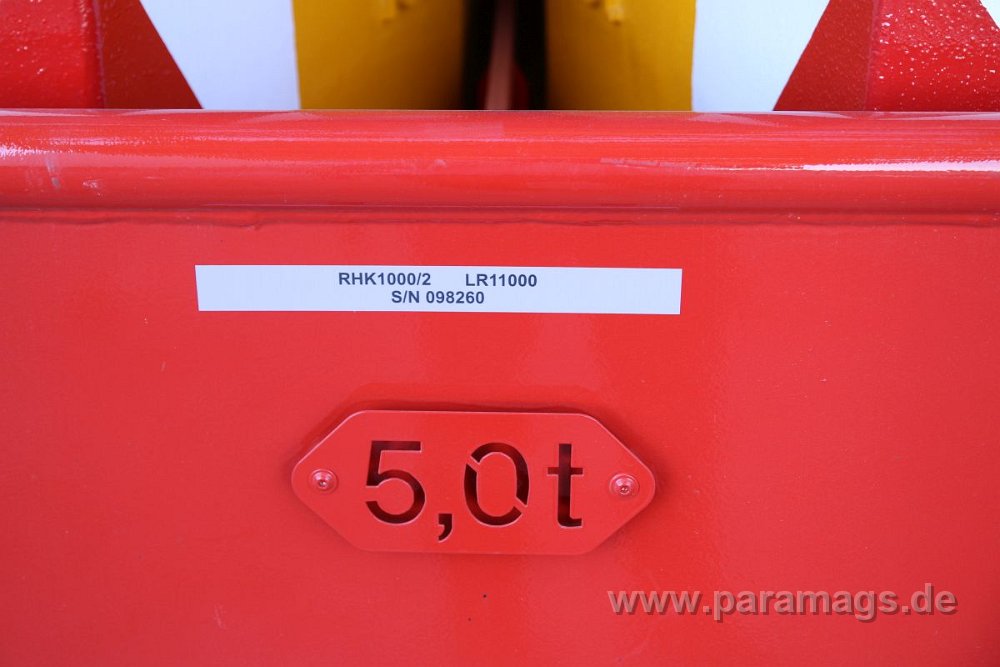 RHK1000/2 LR11000
S/N 098260
5,0t
www.paramags.de